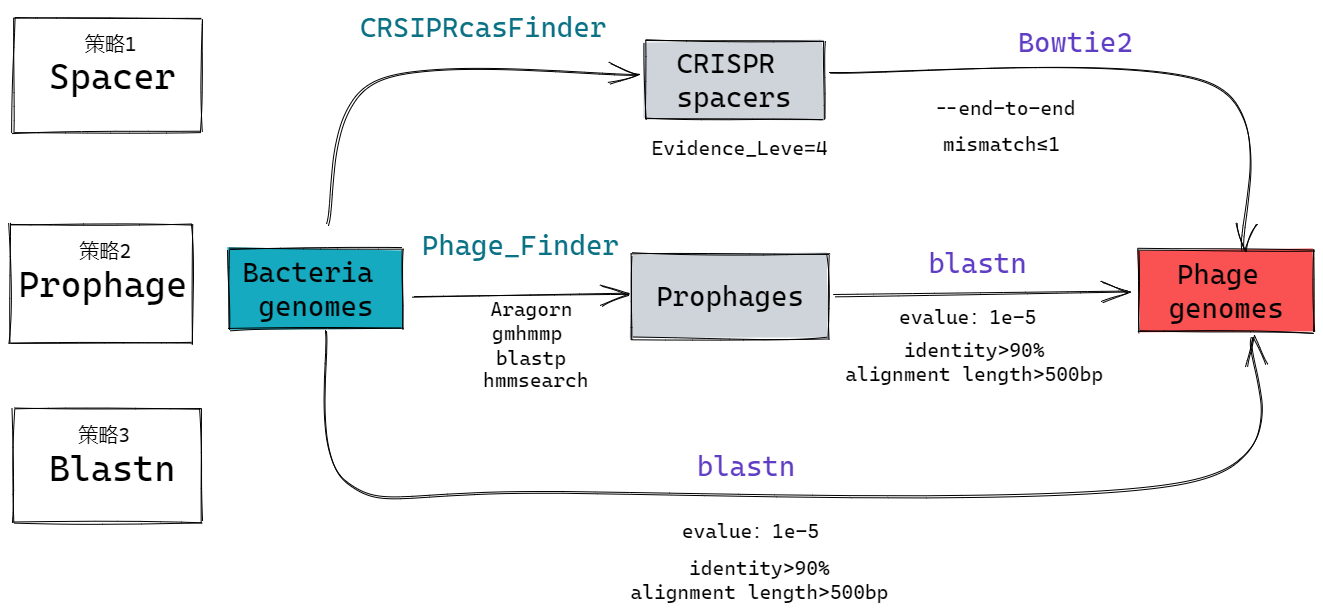 策略1
Spacer
CRSIPRcasFinder
CRISPR
spacers
Evidence_Leve=4
Bowtie2
--end-to-end
mismatch≤1
策略2
Prophage
Bacteria
genomes
Phage_Finder
Aragorn
gmhmmp
blastp
hmmsearch
Prophages
blastn
evalue: 1e-5
identity>90%
alignment length>500bp
Phage
genomes
策略3
Blastn
blastn
evalue: 1e-5
identity>90%
alignment length>500bp